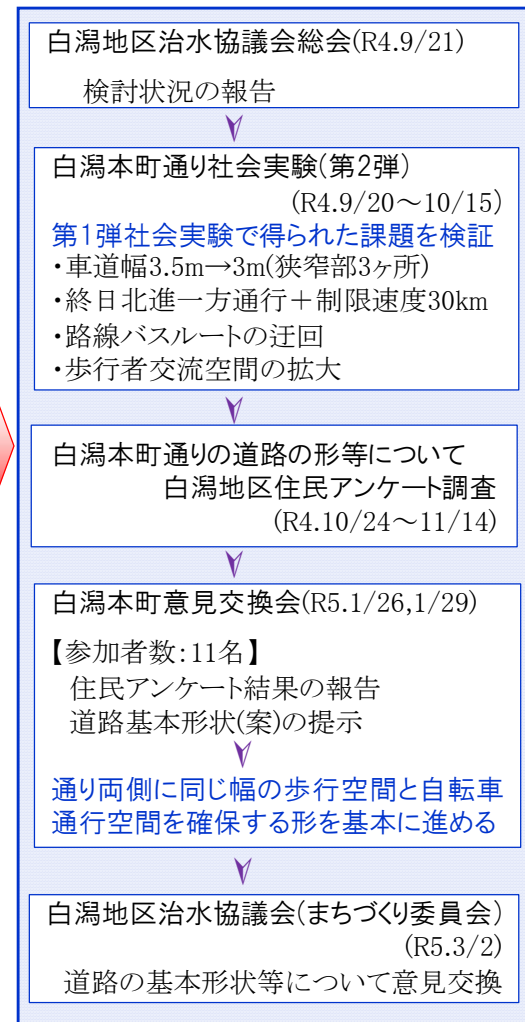 白潟地区治水協議会総会(R4.9/21)
検討状況の報告
白潟本町通り社会実験(第2弾)
(R4.9/20～10/15)
第1弾社会実験で得られた課題を検証
・車道幅3.5m→3m(狭窄部3ヶ所)
・終日北進一方通行＋制限速度30km
・路線バスルートの迂回
・歩行者交流空間の拡大
白潟本町通りの道路の形等について
白潟地区住民アンケート調査
(R4.10/24～11/14)
白潟本町意見交換会(R5.1/26,1/29)
【参加者数:11名】
住民アンケート結果の報告
道路基本形状(案)の提示
通り両側に同じ幅の歩行空間と自転車
通行空間を確保する形を基本に進める
白潟地区治水協議会(まちづくり委員会)
(R5.3/2)
道路の基本形状等について意見交換